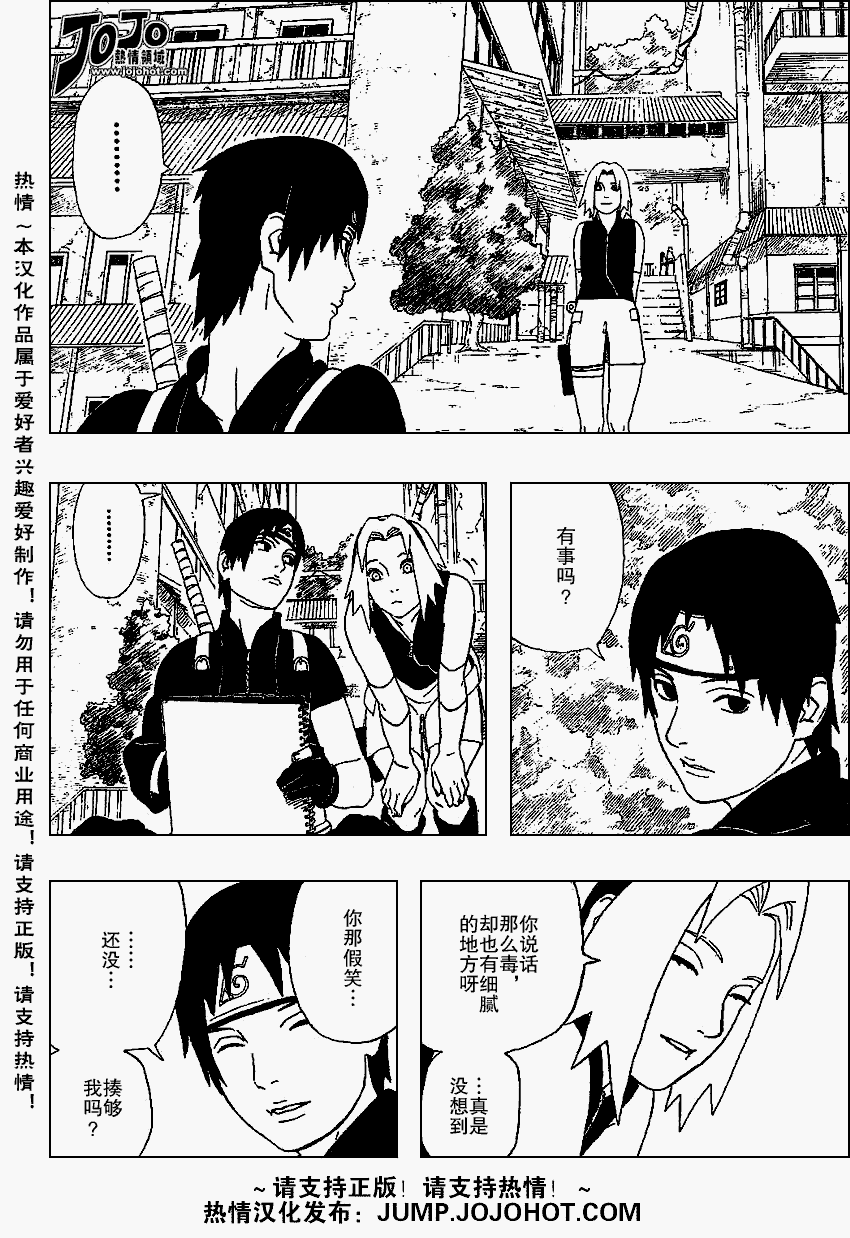 JOJO
熱情領域
www.jojohot.com
热情~本汉化作品属于爱好者兴趣爱好制作！请勿用于任何商业用途！请支持正版！请支持热情！
………
有事吗？
………
你说话
那么毒，
却也有细腻
的地方呀
…真是
没想到
你那假笑…
……
还没…
揍够
我吗？
~请支持正版！请支持热情！~
热情汉化发布：JUMP.JOJOHOT.COM